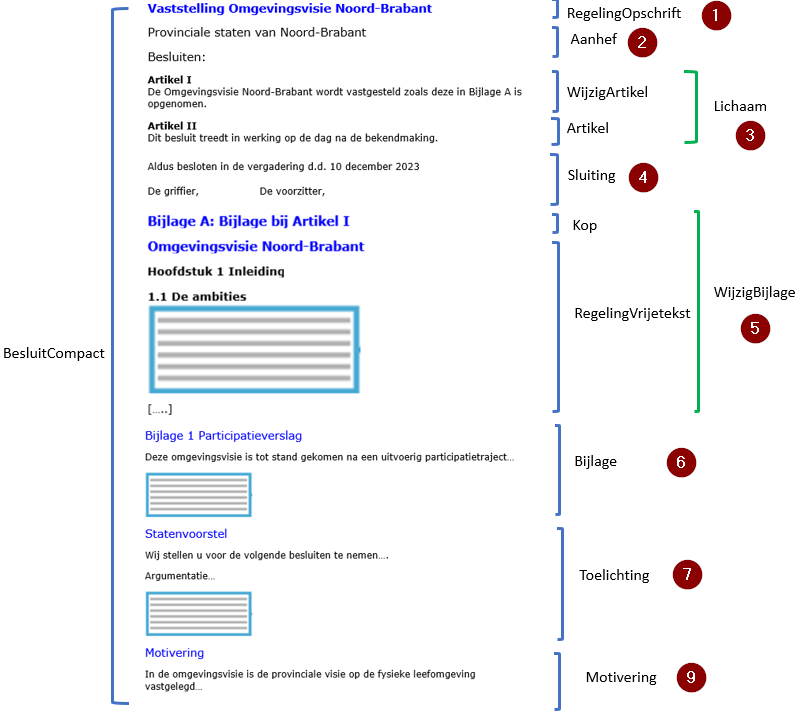 Vaststelling Omgevingsvisie Noord-Brabant
RegelingOpschrift 1
Provinciale staten van Noord-Brabant
Aanhef 2
Besluiten:
Artikel I
De Omgevingsvisie Noord-Brabant wordt vastgesteld zoals deze in Bijlage A is
opgenomen.
WijzigArtikel
Lichaam
3
Artikel II
Dit besluit treedt in werking op de dag na de bekendmaking.
Artikel
Aldus besloten in de vergadering d.d. 10 december 2023
Sluiting 4
De griffier, De voorzitter,
Bijlage A: Bijlage bij Artikel I
Kop
Omgevingsvisie Noord-Brabant
Hoofdstuk 1 Inleiding
1.1 De ambities
RegelingVrijetekst
WijzigBijlage
5
BesluitCompact
[.....]
Bijlage 1 Participatieverslag
Deze omgevingsvisie is tot stand gekomen na een uitvoerig participatietraject...
Bijlage 6
Statenvoorstel
Wij stellen u voor de volgende besluiten te nemen....
Argumentatie...
Toelichting 7
Motivering
In de omgevingsvisie is de provinciale visie op de fysieke leefomgeving
vastgelegd...
Motivering 9